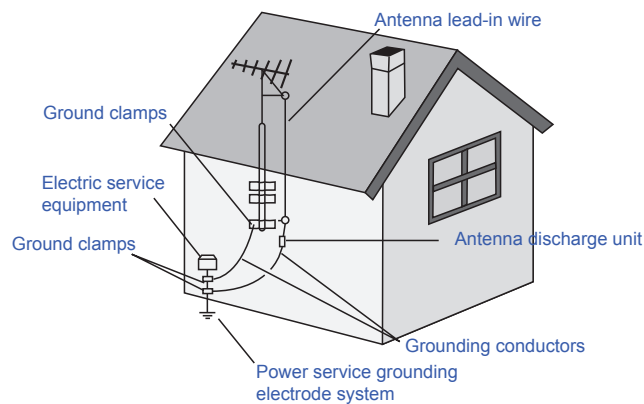 Antenna lead-in wire
Ground clamps
Electric service
equipment
Ground clamps
Antenna discharge unit
Grounding conductors
Power service grounding
electrode system